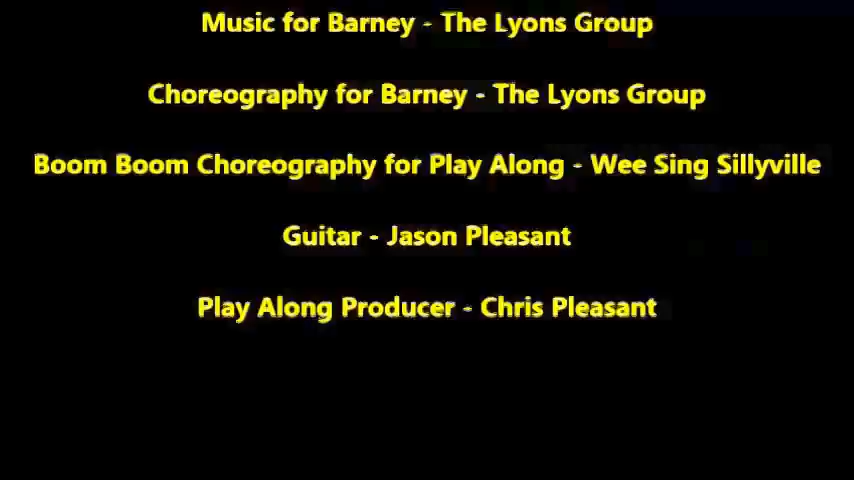 Music for Barney - The Lyons Group
Choreography for Barney - The Lyons Group
Boom Boom Choreography for Play Along - Wee Sing Sillyville
Guitar - Jason Pleasant
Play Along Producer - Chris Pleasant